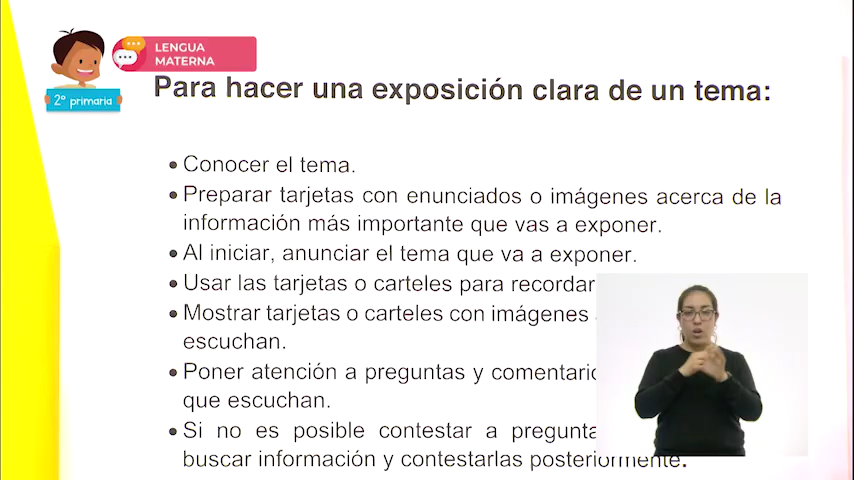 LENGUA
MATERNA
2° primaria
Para hacer una exposición clara de un tema:
• Conocer el tema.
• Preparar tarjetas con enunciados o imágenes acerca de la
información más importante que vas a exponer.
• Al iniciar, anunciar el tema que va a exponer.
• Usar las tarjetas o carteles para recordar
• Mostrar tarjetas o carteles con imágenes
escuchan.
• Poner atención a preguntas y
que escuchan.
• Si no es posible contestar a
buscar información y contestarlas posteriormente.